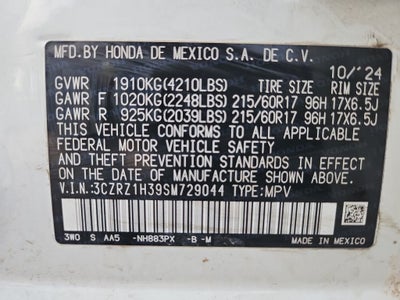 MFD.BY HONDA DE MEXICO S.A. DE C.V.
10/'24
GVWR 1910KG(4210LBS) TIRE SIZE RIM SIZE
GAWR F 1020KG(2248LBS) 215/60R17 96H 17X6.5J
GAWR R 925KG(2039LBS) 215/60R17 96H 17X6.5J
THIS VEHICLE CONFORMS TO ALL APPLICABLE
FEDERAL MOTOR VEHICLE SAFETY AND
THEFT PREVENTION STANDARDS IN EFFECT
ON THE DATE OF MANUFACTURE SHOWN ABOVE.
V.I.N:3CZRZ1H39SM729044 TYPE:MPV
3W0 S AA5 -NH883PX -B -M MADE IN MEXICO